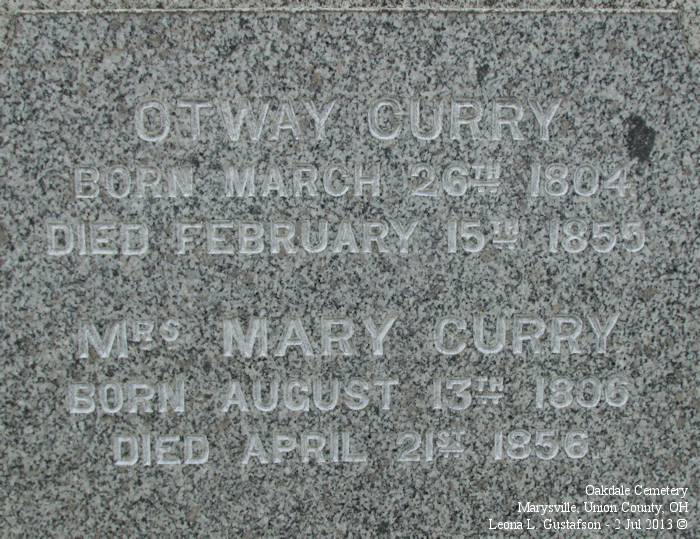 OTWAY CURRY
BORN MARCH 26TH 1804
DIED FEBRUARY 15TH 1855
MRS MARY CURRY
BORN AUGUST 13TH 1806
DIED APRIL 21ST 1856
Oakdale Cemetery
Marysville, Union County, OH
Leona L. Gustafson - 2 Jul 2013 ©